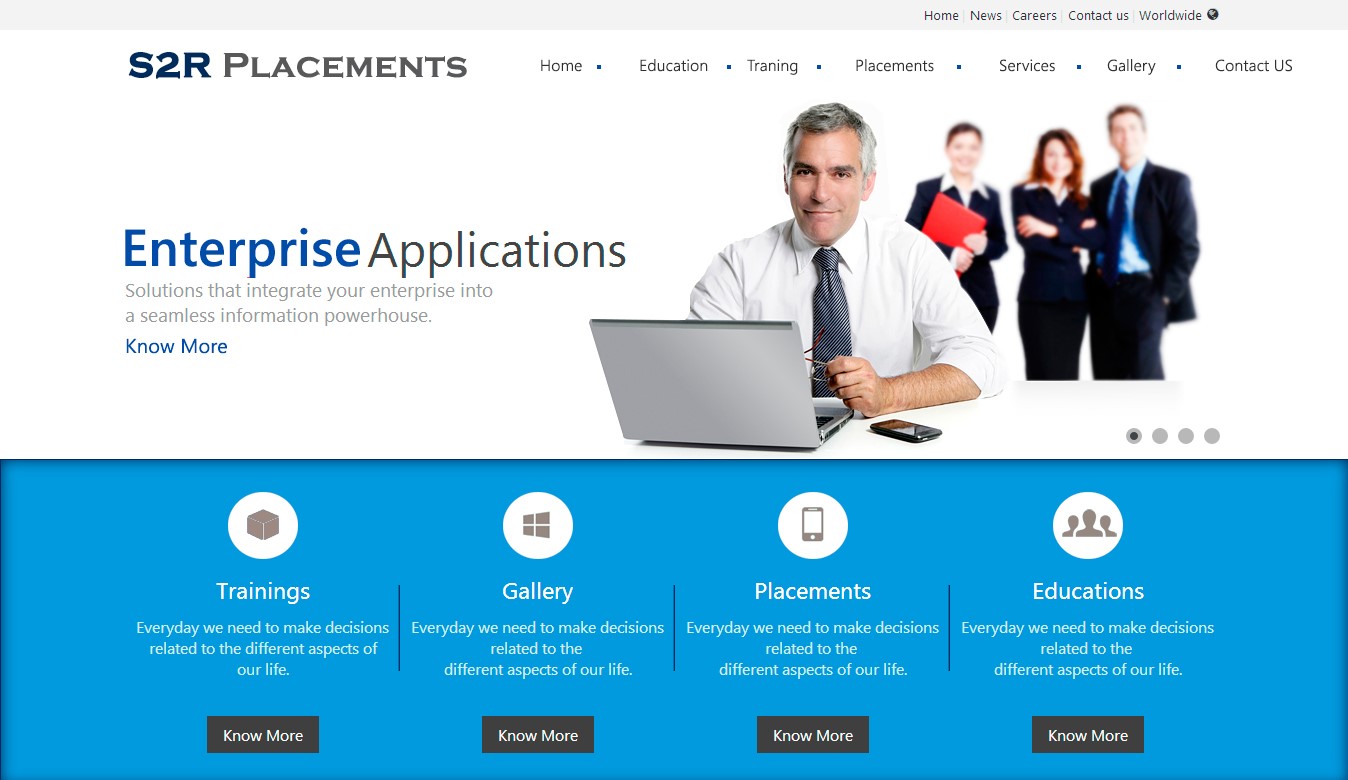 Home | News | Careers | Contact us | Worldwide
S2R PLACEMENTS
Home Education Traning Placements Services Gallery Contact US
Enterprise Applications
Solutions that integrate your enterprise into
a seamless information powerhouse.
Know More
Trainings
Everyday we need to make decisions
related to the different aspects of
our life.
Know More
Gallery
Everyday we need to make decisions
related to the
different aspects of our life.
Know More
Placements
Everyday we need to make decisions
related to the
different aspects of our life.
Know More
Educations
Everyday we need to make decisions
related to the
different aspects of our life.
Know More